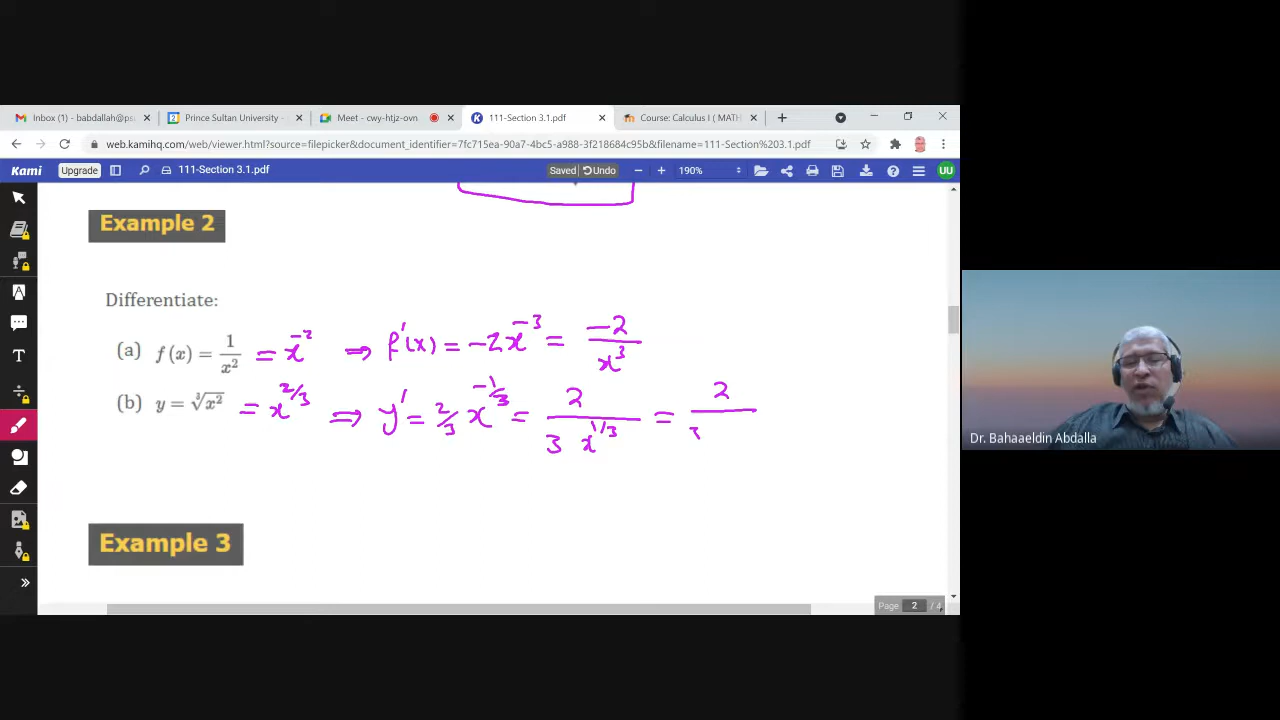 Inbox (1) - babdallah@ps
Prince Sultan University -
Meet - cwy-htjz-ovn
111-Section 3.1.pdf
Course: Calculus I ( MATH
web.kamihq.com/web/viewer.html?source=filepicker&document_identifier=7fc715ea-90a7-4bc5-a988-3f218684c95b&filename=111-Section%203.1.pdf
Kami Upgrade 111-Section 3.1.pdf Saved Undo 190% UU
Example 2
Differentiate:
(a) f(x) = 1/x² = x⁻² ⇒ f'(x) = -2x⁻³ = -2/x³
(b) y = ∛x² = x^2/3 ⇒ y' = 2/3 x^-1/3 = 2/(3 x^1/3) = 2/
Dr. Bahaaeldin Abdalla
Example 3
Page 2 / 4